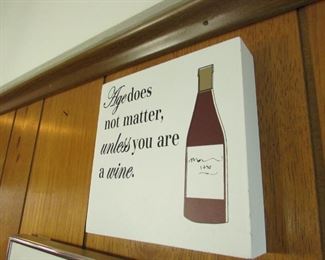 Age does
not matter,
unless you are
a wine.